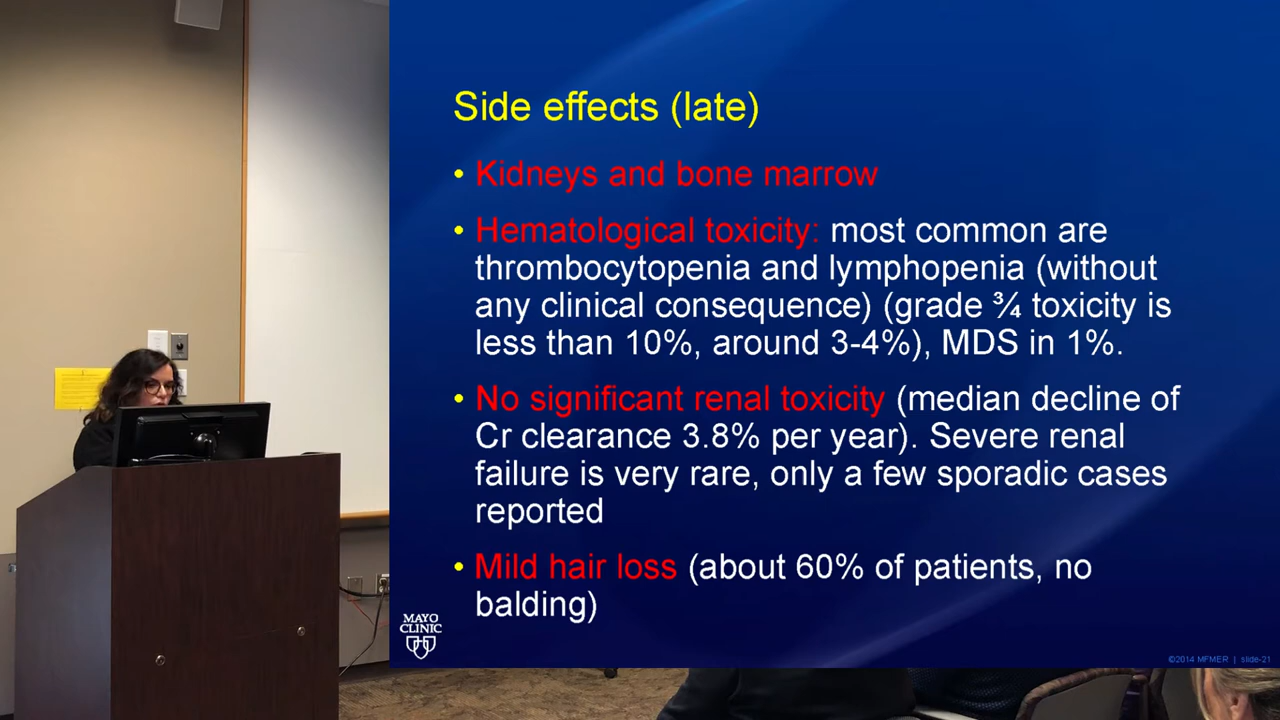 Side effects (late)
• Kidneys and bone marrow
• Hematological toxicity: most common are
thrombocytopenia and lymphopenia (without
any clinical consequence) (grade ¾ toxicity is
less than 10%, around 3-4%), MDS in 1%.
• No significant renal toxicity (median decline of
Cr clearance 3.8% per year). Severe renal
failure is very rare, only a few sporadic cases
reported
• Mild hair loss (about 60% of patients, no
balding)
MAYO
CLINIC
©2014 MFMER | slide-21